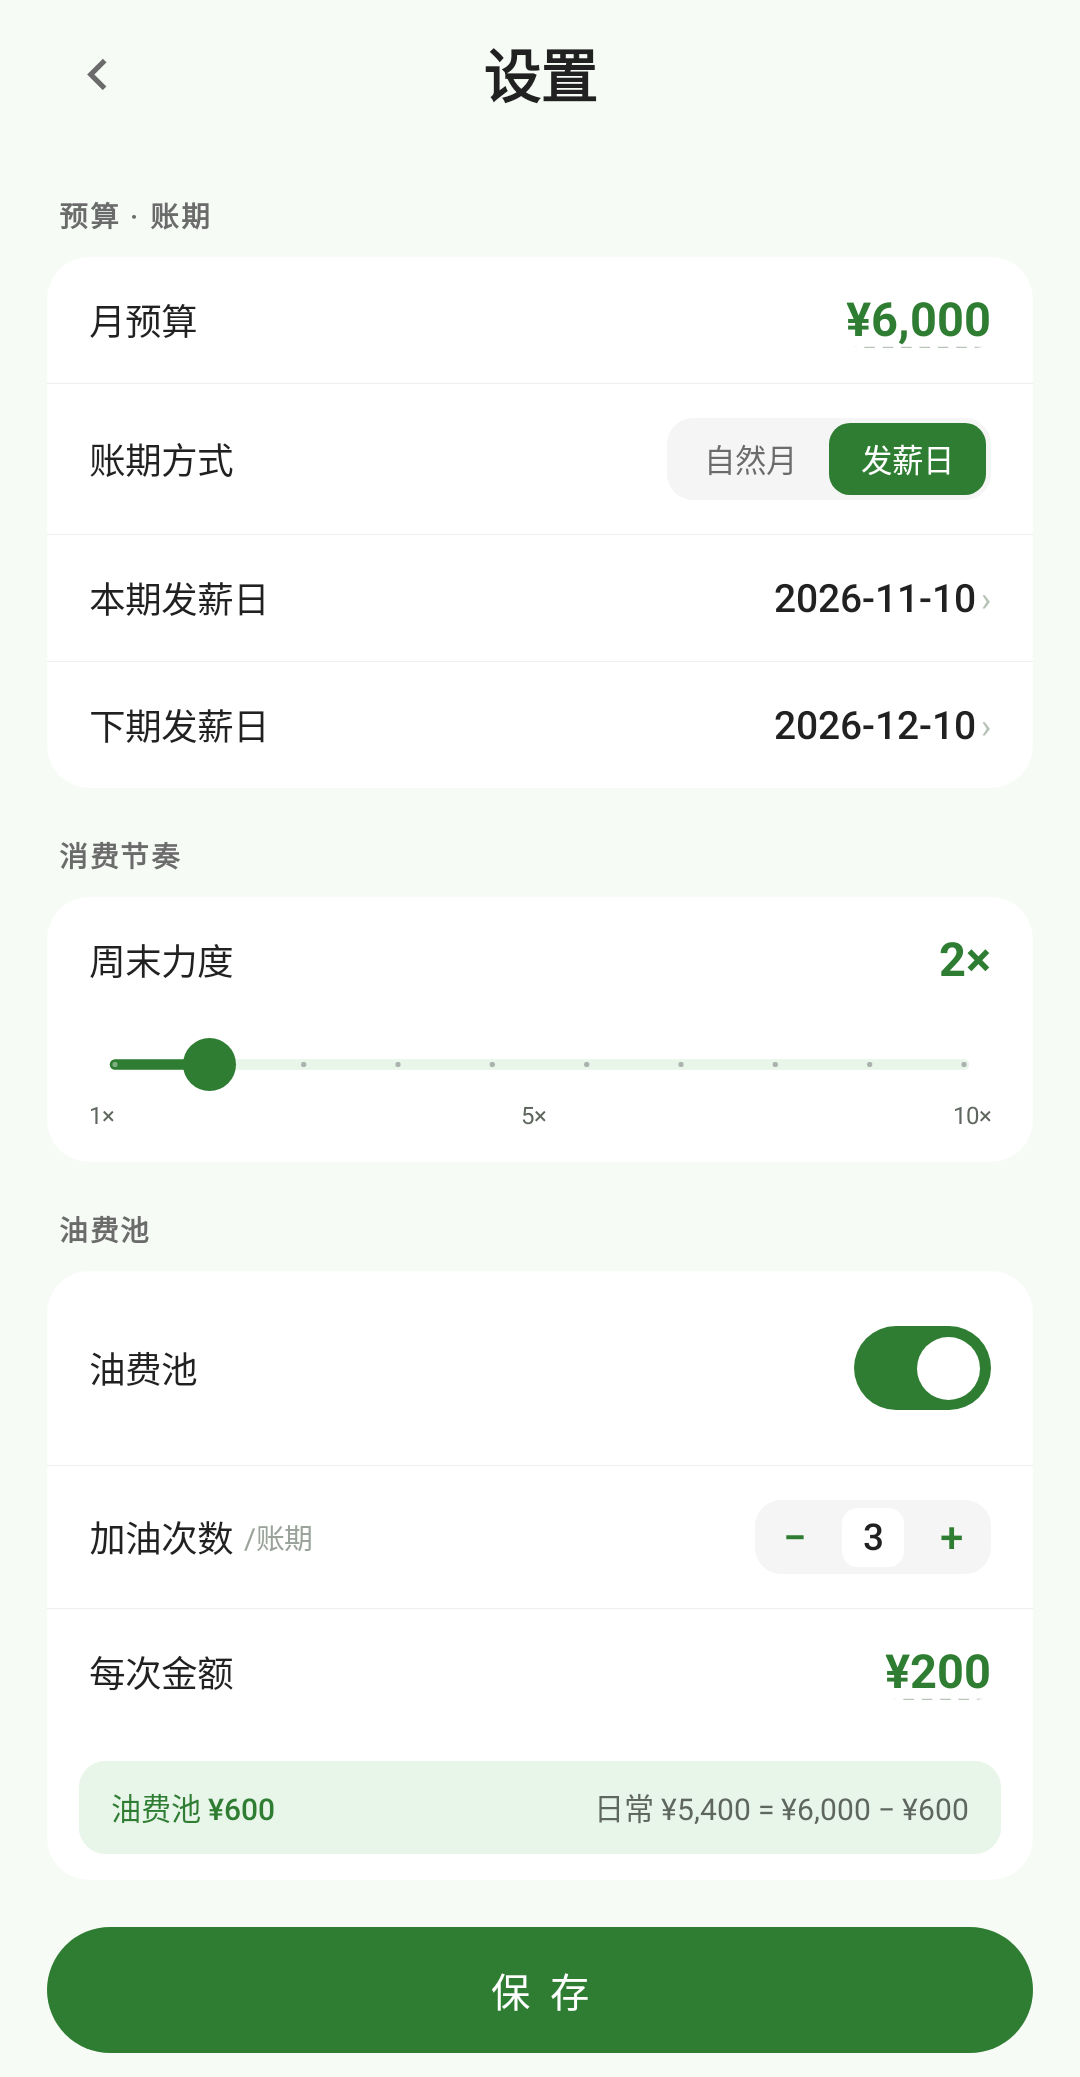 设置
预算 · 账期
月预算 ¥6,000
账期方式 自然月 发薪日
本期发薪日 2026-11-10 ›
下期发薪日 2026-12-10 ›
消费节奏
周末力度 2×
1× 5× 10×
油费池
油费池
加油次数 /账期 − 3 +
每次金额 ¥200
油费池 ¥600 日常 ¥5,400 = ¥6,000 − ¥600
保 存